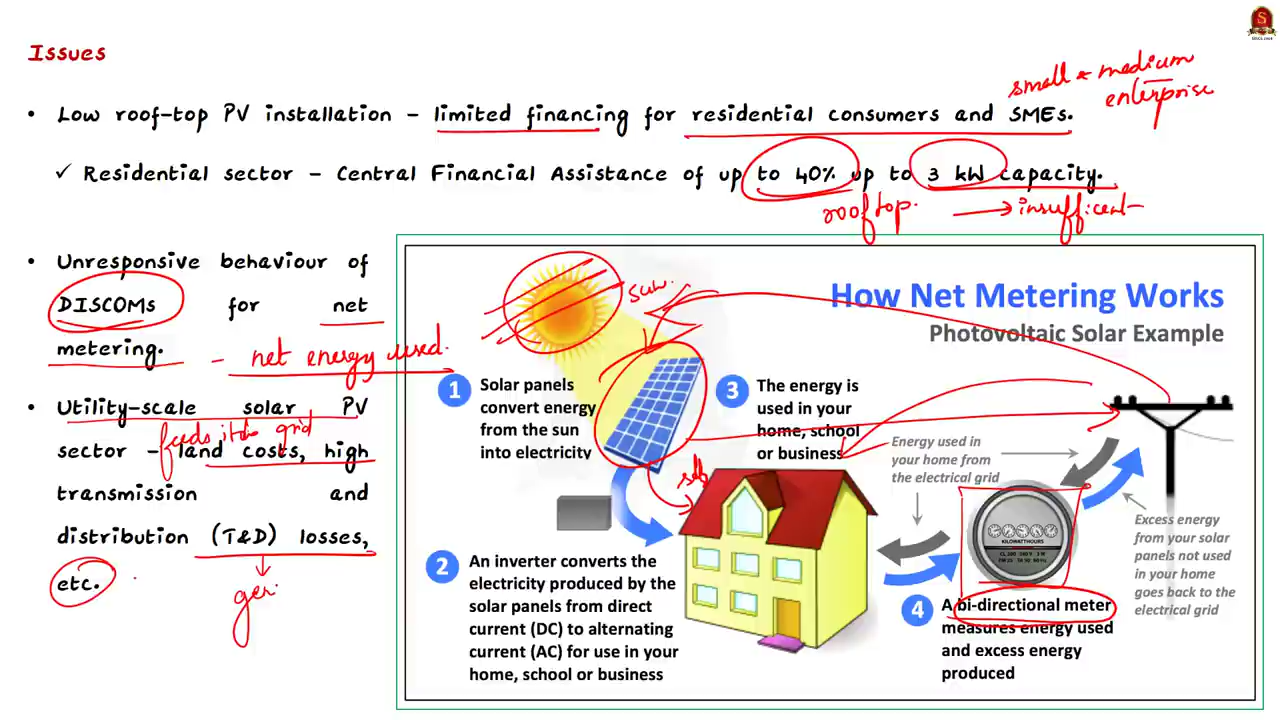 Issues
small & medium
enterprise
• Low roof-top PV installation – limited financing for residential consumers and SMEs.
✓ Residential sector – Central Financial Assistance of up to 40% up to 3 kW capacity.
rooftop. → insufficient
• Unresponsive behaviour of
DISCOMs for net
metering.
- net energy used.
• Utility-scale solar PV
feeds it to grid
sector – land costs, high
transmission and
distribution (T&D) losses,
etc.
sun.
How Net Metering Works
Photovoltaic Solar Example
1 Solar panels
convert energy
from the sun
into electricity
3 The energy is
used in your
home, school
or business
Energy used in
your home from
the electrical grid
2 An inverter converts the
electricity produced by the
solar panels from direct
current (DC) to alternating
current (AC) for use in your
home, school or business
KILOWATTHOURS
4 A bi-directional meter
measures energy used
and excess energy
produced
Excess energy
from your solar
panels not used
in your home
goes back to the
electrical grid